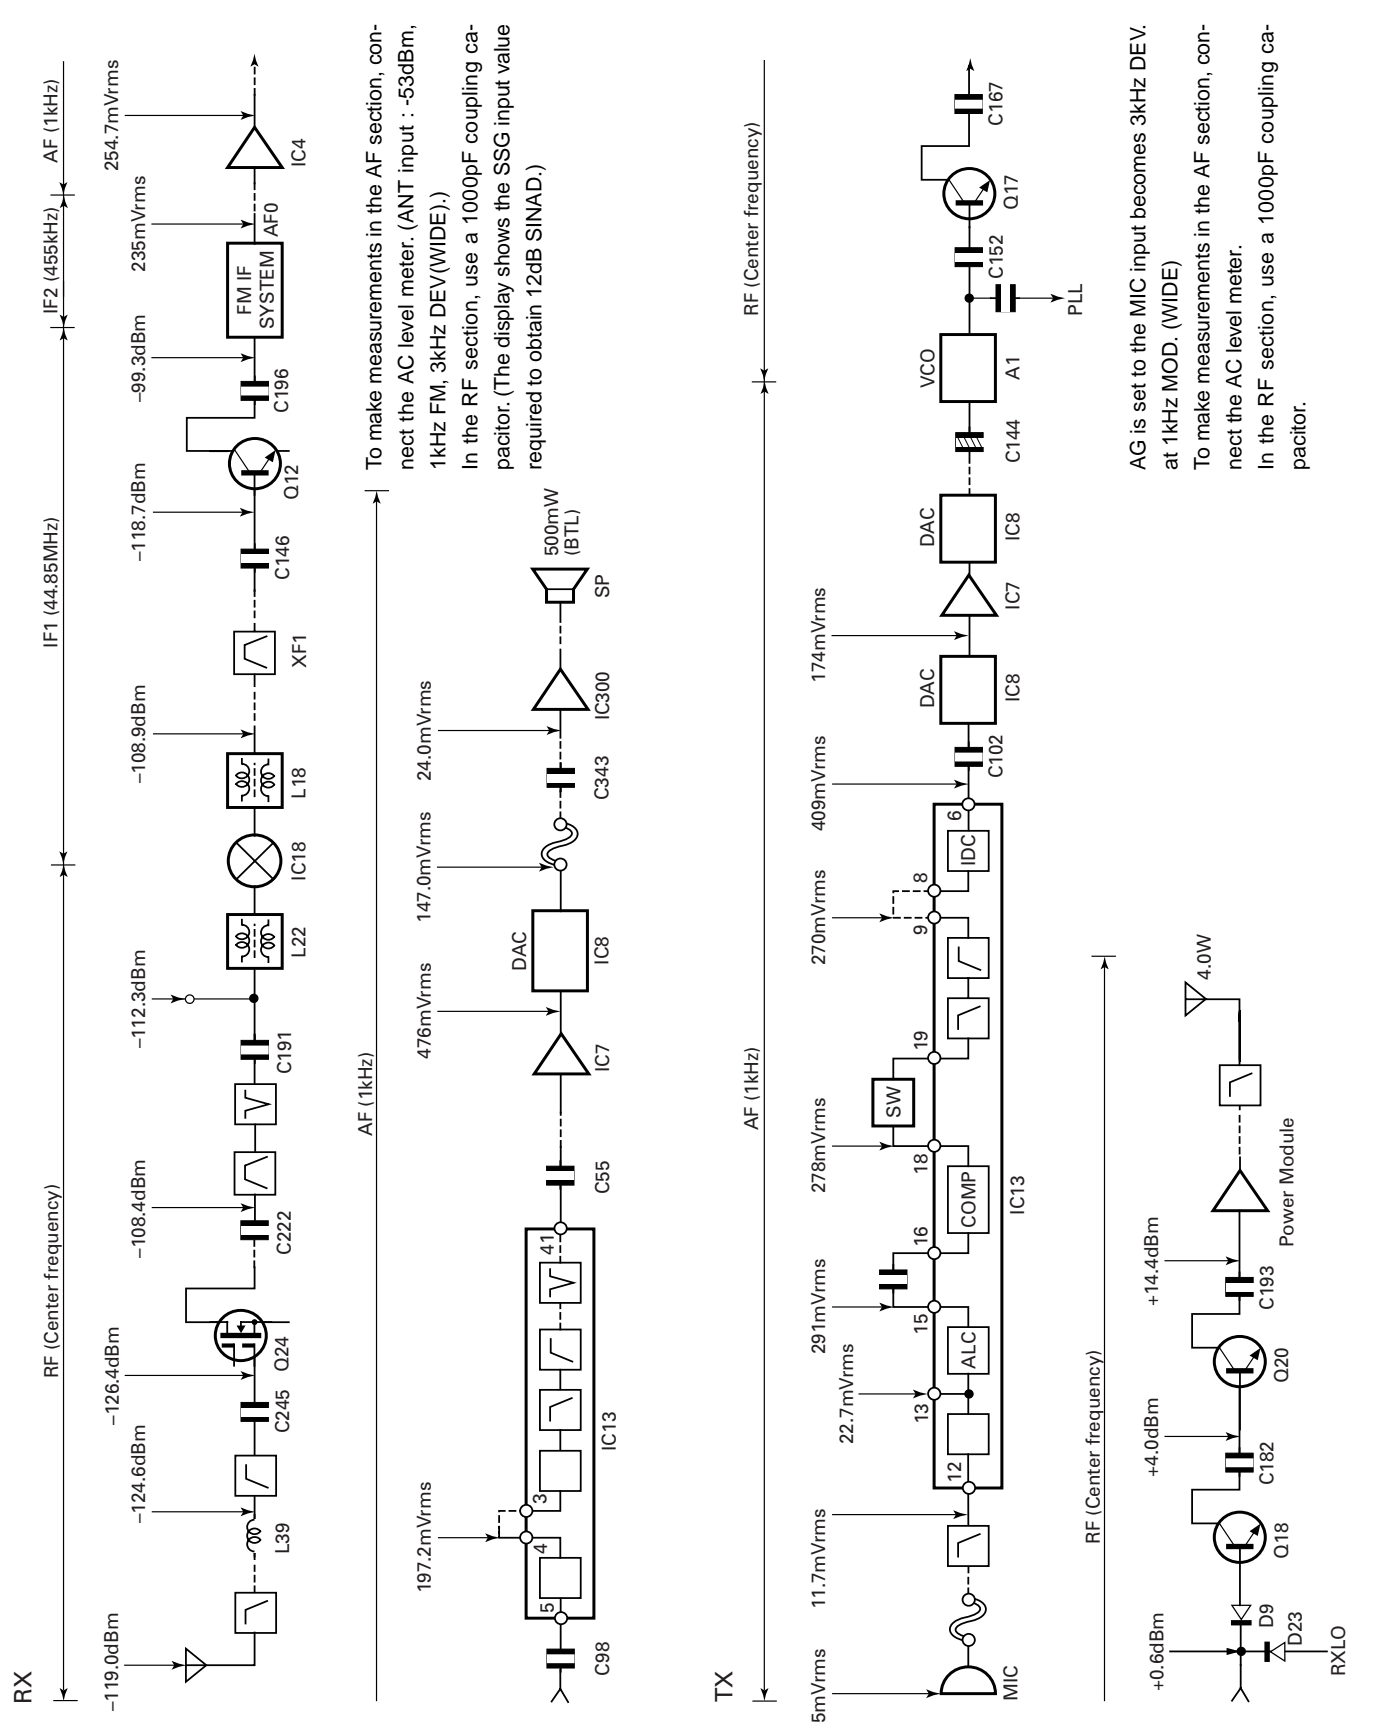 RX
RF (Center frequency)
IF1 (44.85MHz)
IF2 (455kHz)
AF (1kHz)
–119.0dBm
–124.6dBm
–126.4dBm
–108.4dBm
–112.3dBm
–108.9dBm
–118.7dBm
–99.3dBm
235mVrms
254.7mVrms
L39
C245
Q24
C222
C191
L22
IC18
L18
XF1
C146
Q12
C196
FM IF
SYSTEM
AF0
IC4
AF (1kHz)
197.2mVrms
476mVrms
147.0mVrms
24.0mVrms
C98
5
4
3
41
IC13
C55
IC7
DAC
IC8
C343
IC300
SP
500mW
(BTL)
To make measurements in the AF section, con-
nect the AC level meter. (ANT input : -53dBm,
1kHz FM, 3kHz DEV(WIDE).)
In the RF section, use a 1000pF coupling ca-
pacitor. (The display shows the SSG input value
required to obtain 12dB SINAD.)
TX
AF (1kHz)
RF (Center frequency)
5mVrms
11.7mVrms
22.7mVrms
291mVrms
278mVrms
270mVrms
409mVrms
174mVrms
MIC
12
13
ALC
15
16
COMP
18
SW
19
9
8
IDC
6
IC13
C102
DAC
IC8
IC7
DAC
IC8
C144
VCO
A1
PLL
C152
Q17
C167
RF (Center frequency)
+0.6dBm
+4.0dBm
+14.4dBm
D9
D23
RXLO
Q18
C182
Q20
C193
Power Module
4.0W
AG is set to the MIC input becomes 3kHz DEV.
at 1kHz MOD. (WIDE)
To make measurements in the AF section, con-
nect the AC level meter.
In the RF section, use a 1000pF coupling ca-
pacitor.